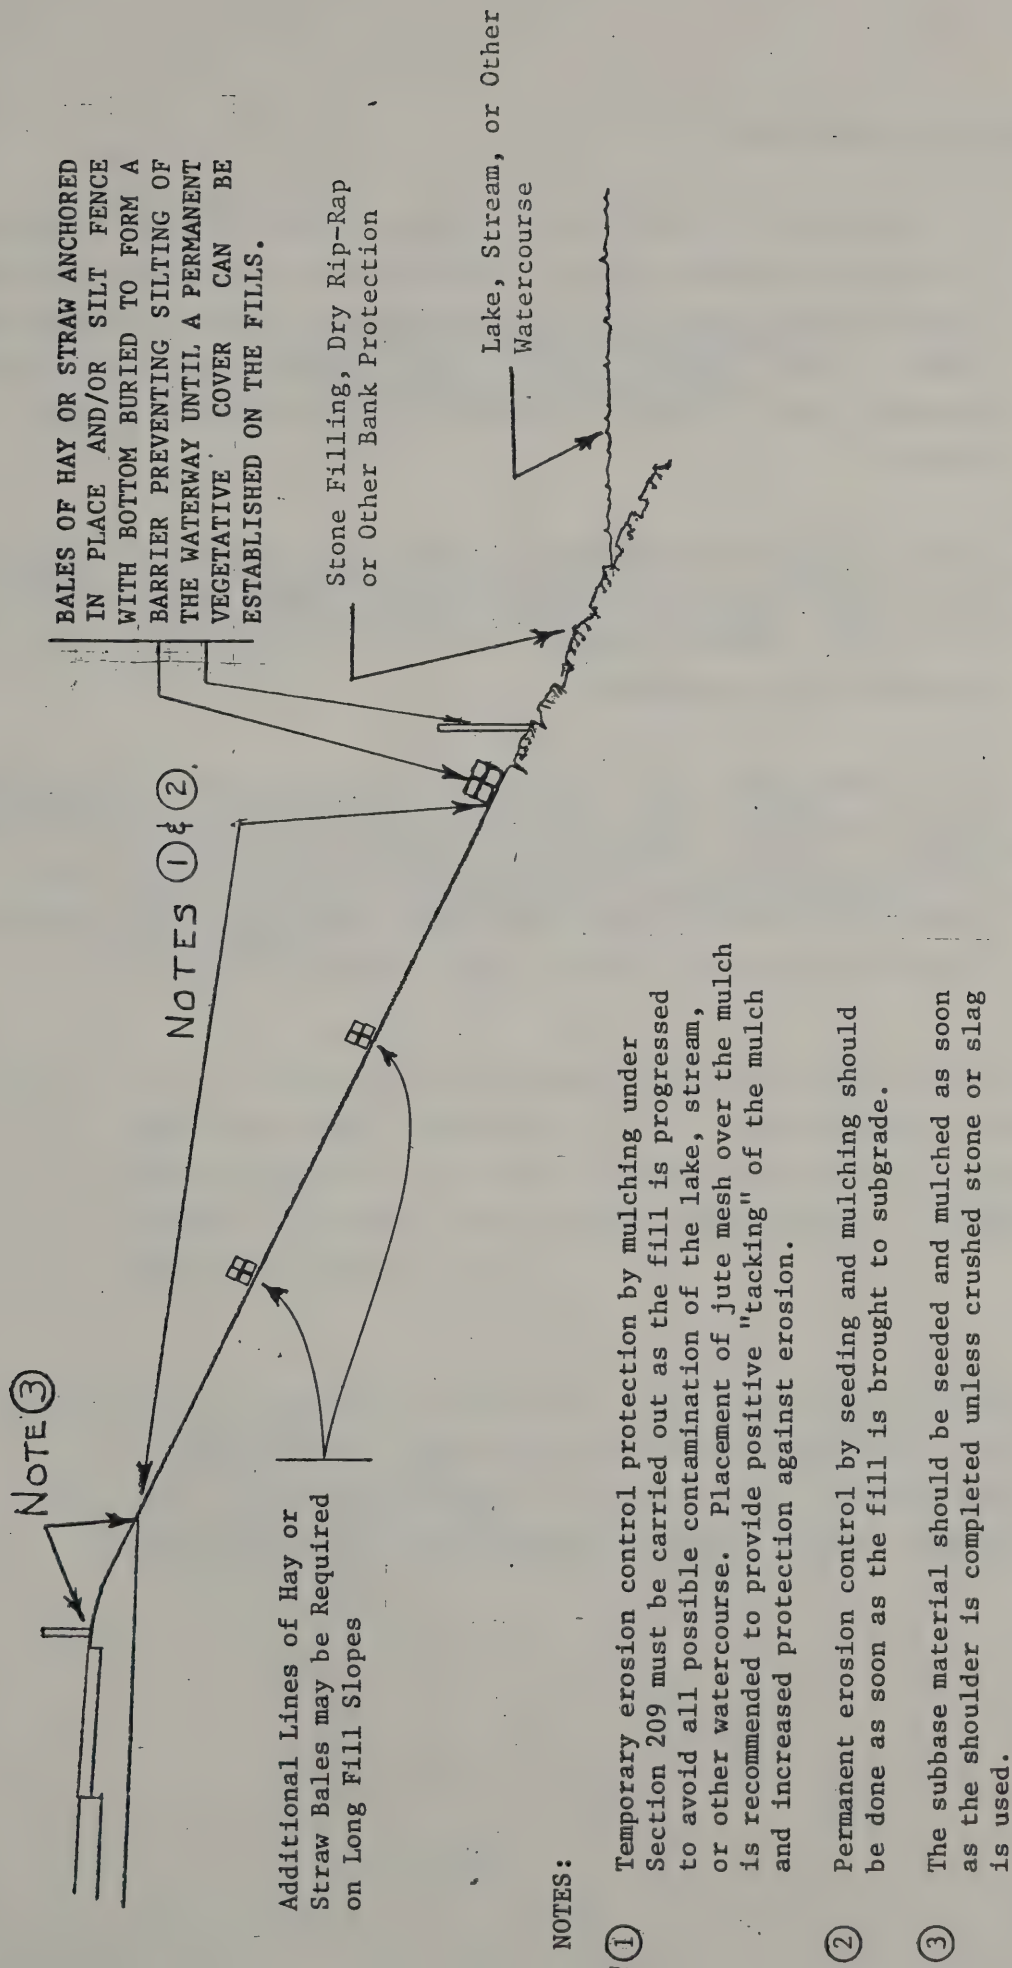 NOTE ③
NOTES ① & ②.
BALES OF HAY OR STRAW ANCHORED
IN PLACE AND/OR SILT FENCE
WITH BOTTOM BURIED TO FORM A
BARRIER PREVENTING SILTING OF
THE WATERWAY UNTIL A PERMANENT
VEGETATIVE COVER CAN BE
ESTABLISHED ON THE FILLS.
Stone Filling, Dry Rip-Rap
or Other Bank Protection
Lake, Stream, or Other
Watercourse
Additional Lines of Hay or
Straw Bales may be Required
on Long Fill Slopes
NOTES:
① Temporary erosion control protection by mulching under
Section 209 must be carried out as the fill is progressed
to avoid all possible contamination of the lake, stream,
or other watercourse. Placement of jute mesh over the mulch
is recommended to provide positive "tacking" of the mulch
and increased protection against erosion.
② Permanent erosion control by seeding and mulching should
be done as soon as the fill is brought to subgrade.
③ The subbase material should be seeded and mulched as soon
as the shoulder is completed unless crushed stone or slag
is used.